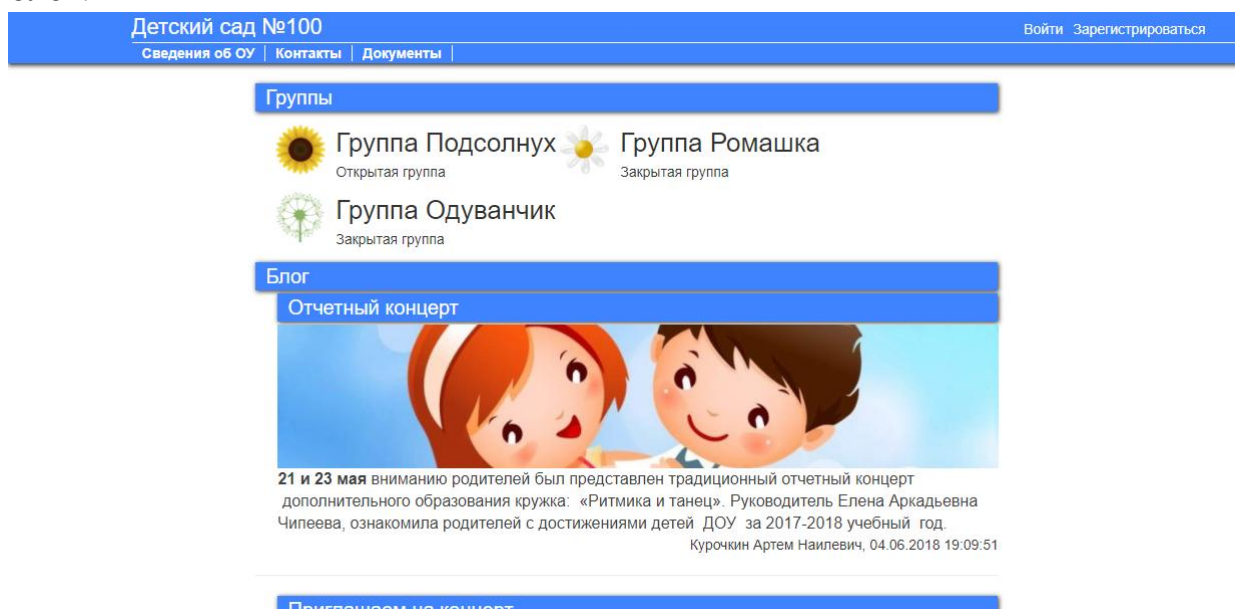 Детский сад №100
Войти Зарегистрироваться
Сведения об ОУ | Контакты | Документы |
Группы
Группа Подсолнух
Открытая группа
Группа Ромашка
Закрытая группа
Группа Одуванчик
Закрытая группа
Блог
Отчетный концерт
21 и 23 мая вниманию родителей был представлен традиционный отчетный концерт
дополнительного образования кружка: «Ритмика и танец». Руководитель Елена Аркадьевна
Чипеева, ознакомила родителей с достижениями детей ДОУ за 2017-2018 учебный год.
Курочкин Артем Наилевич, 04.06.2018 19:09:51
Приглашаем на концерт